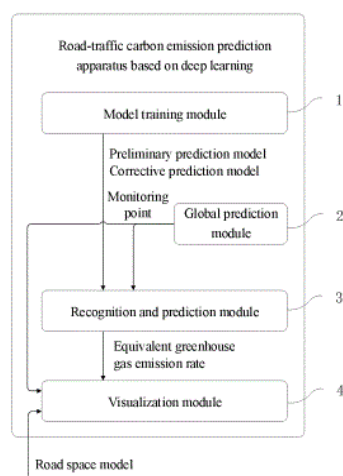 Road-traffic carbon emission prediction
apparatus based on deep learning
Model training module
1
Preliminary prediction model
Corrective prediction model
Monitoring
point
Global prediction
module
2
Recognition and prediction module
3
Equivalent greenhouse
gas emission rate
Visualization module
4
Road space model